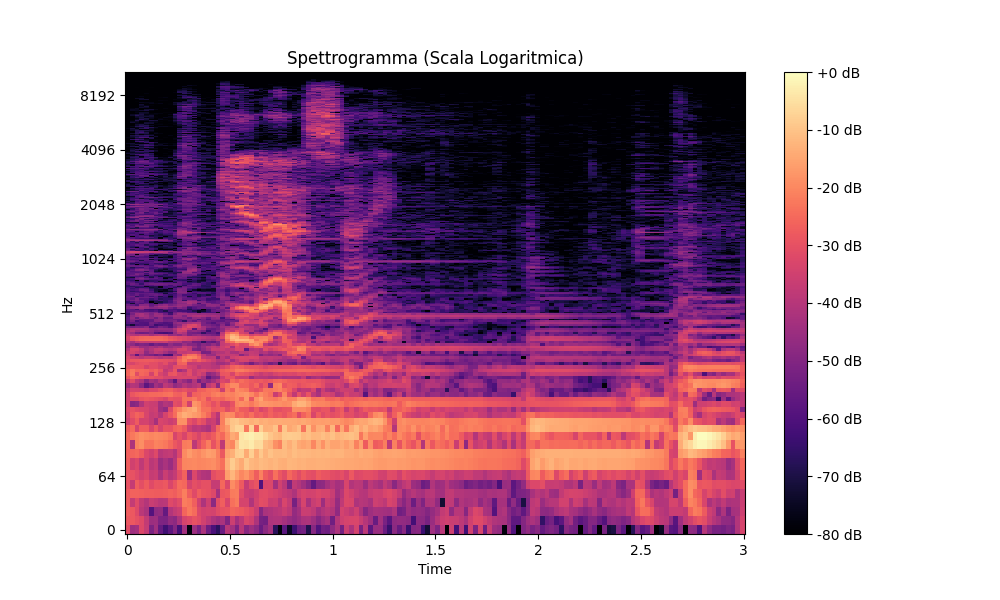 Spettrogramma (Scala Logaritmica)
Hz
8192
4096
2048
1024
512
256
128
64
0
0
0.5
1
1.5
2
2.5
3
Time
+0 dB
-10 dB
-20 dB
-30 dB
-40 dB
-50 dB
-60 dB
-70 dB
-80 dB